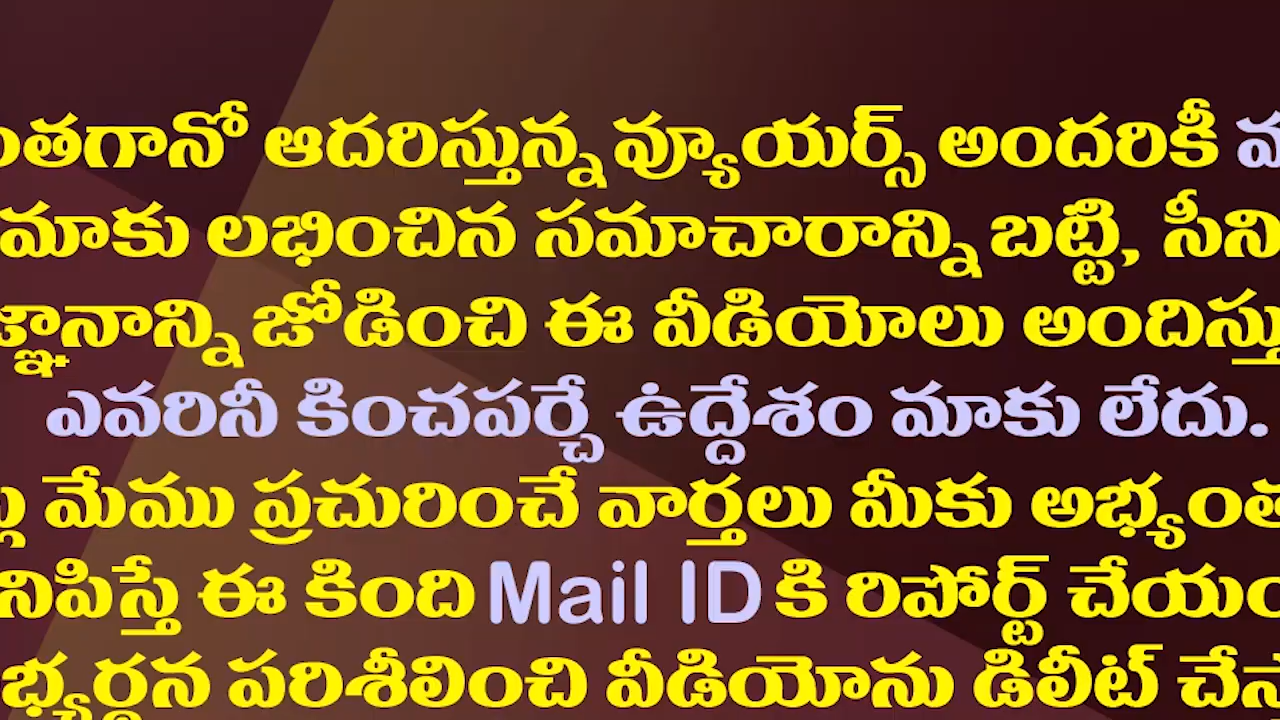 ంతగానో ఆదరిస్తున్న వ్యూయర్స్ అందరికీ
మాకు లభించిన సమాచారాన్ని బట్టి, సీని
జ్ఞానాన్ని జోడించి ఈ వీడియోలు అందిస్తు
ఎవరినీ కించపర్చే ఉద్దేశం మాకు లేదు.
మేము ప్రచురించే వార్తలు మీకు అభ్యంత
నిపిస్తే ఈ కింది Mail ID కి రిపోర్ట్ చేయం
భ్యర్థన పరిశీలించి వీడియోను డిలీట్ చేస